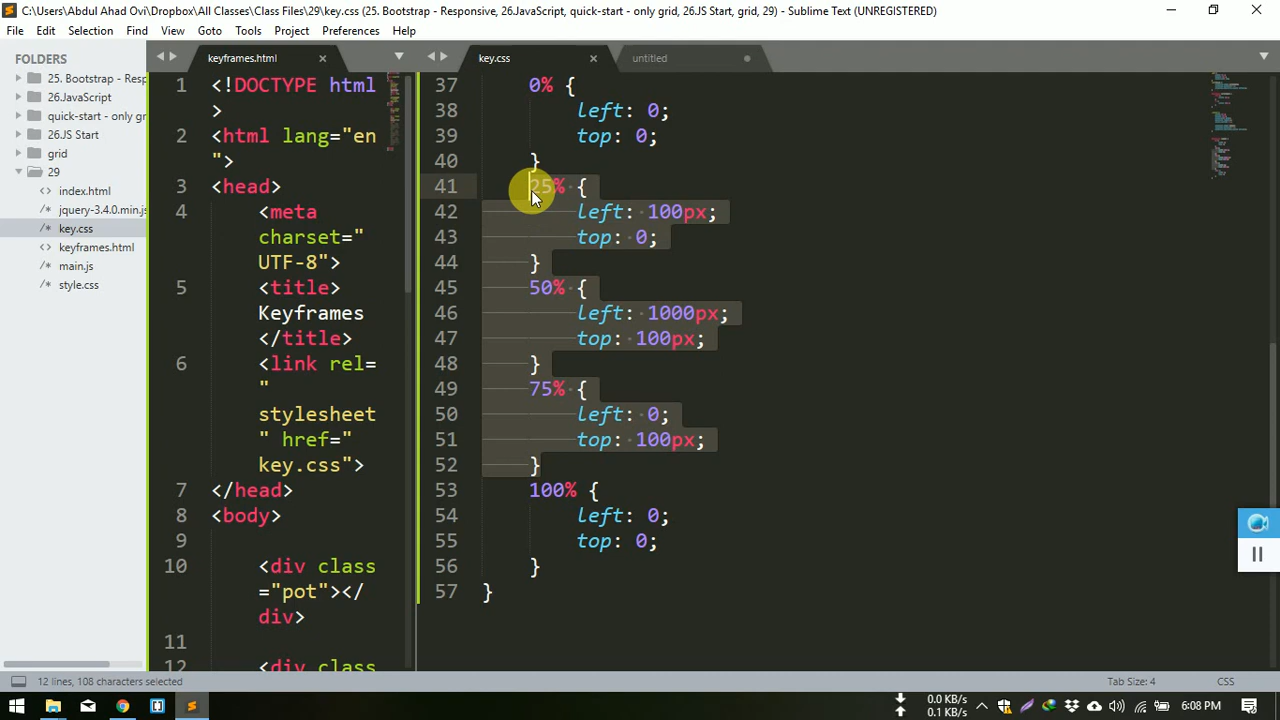 C:\Users\Abdul Ahad Ovi\Dropbox\All Classes\Class Files\29\key.css (25. Bootstrap - Responsive, 26.JavaScript, quick-start - only grid, 26.JS Start, grid, 29) - Sublime Text (UNREGISTERED)
File Edit Selection Find View Goto Tools Project Preferences Help
FOLDERS
25. Bootstrap - Resp
26.JavaScript
quick-start - only gri
26.JS Start
grid
29
index.html
jquery-3.4.0.min.js
key.css
keyframes.html
main.js
style.css
keyframes.html
1 <!DOCTYPE html
>
2 <html lang="en
">
3 <head>
4 <meta
charset="
UTF-8">
5 <title>
Keyframes
</title>
6 <link rel=
"
stylesheet
" href="
key.css">
7 </head>
8 <body>
9
10 <div class
="pot"></
div>
11
12 <div class
key.css untitled
37 0% {
38 left: 0;
39 top: 0;
40 }
41 25% {
42 left: 100px;
43 top: 0;
44 }
45 50% {
46 left: 1000px;
47 top: 100px;
48 }
49 75% {
50 left: 0;
51 top: 100px;
52 }
53 100% {
54 left: 0;
55 top: 0;
56 }
57 }
12 lines, 108 characters selected Tab Size: 4 CSS
0.0 KB/s
0.1 KB/s
6:08 PM